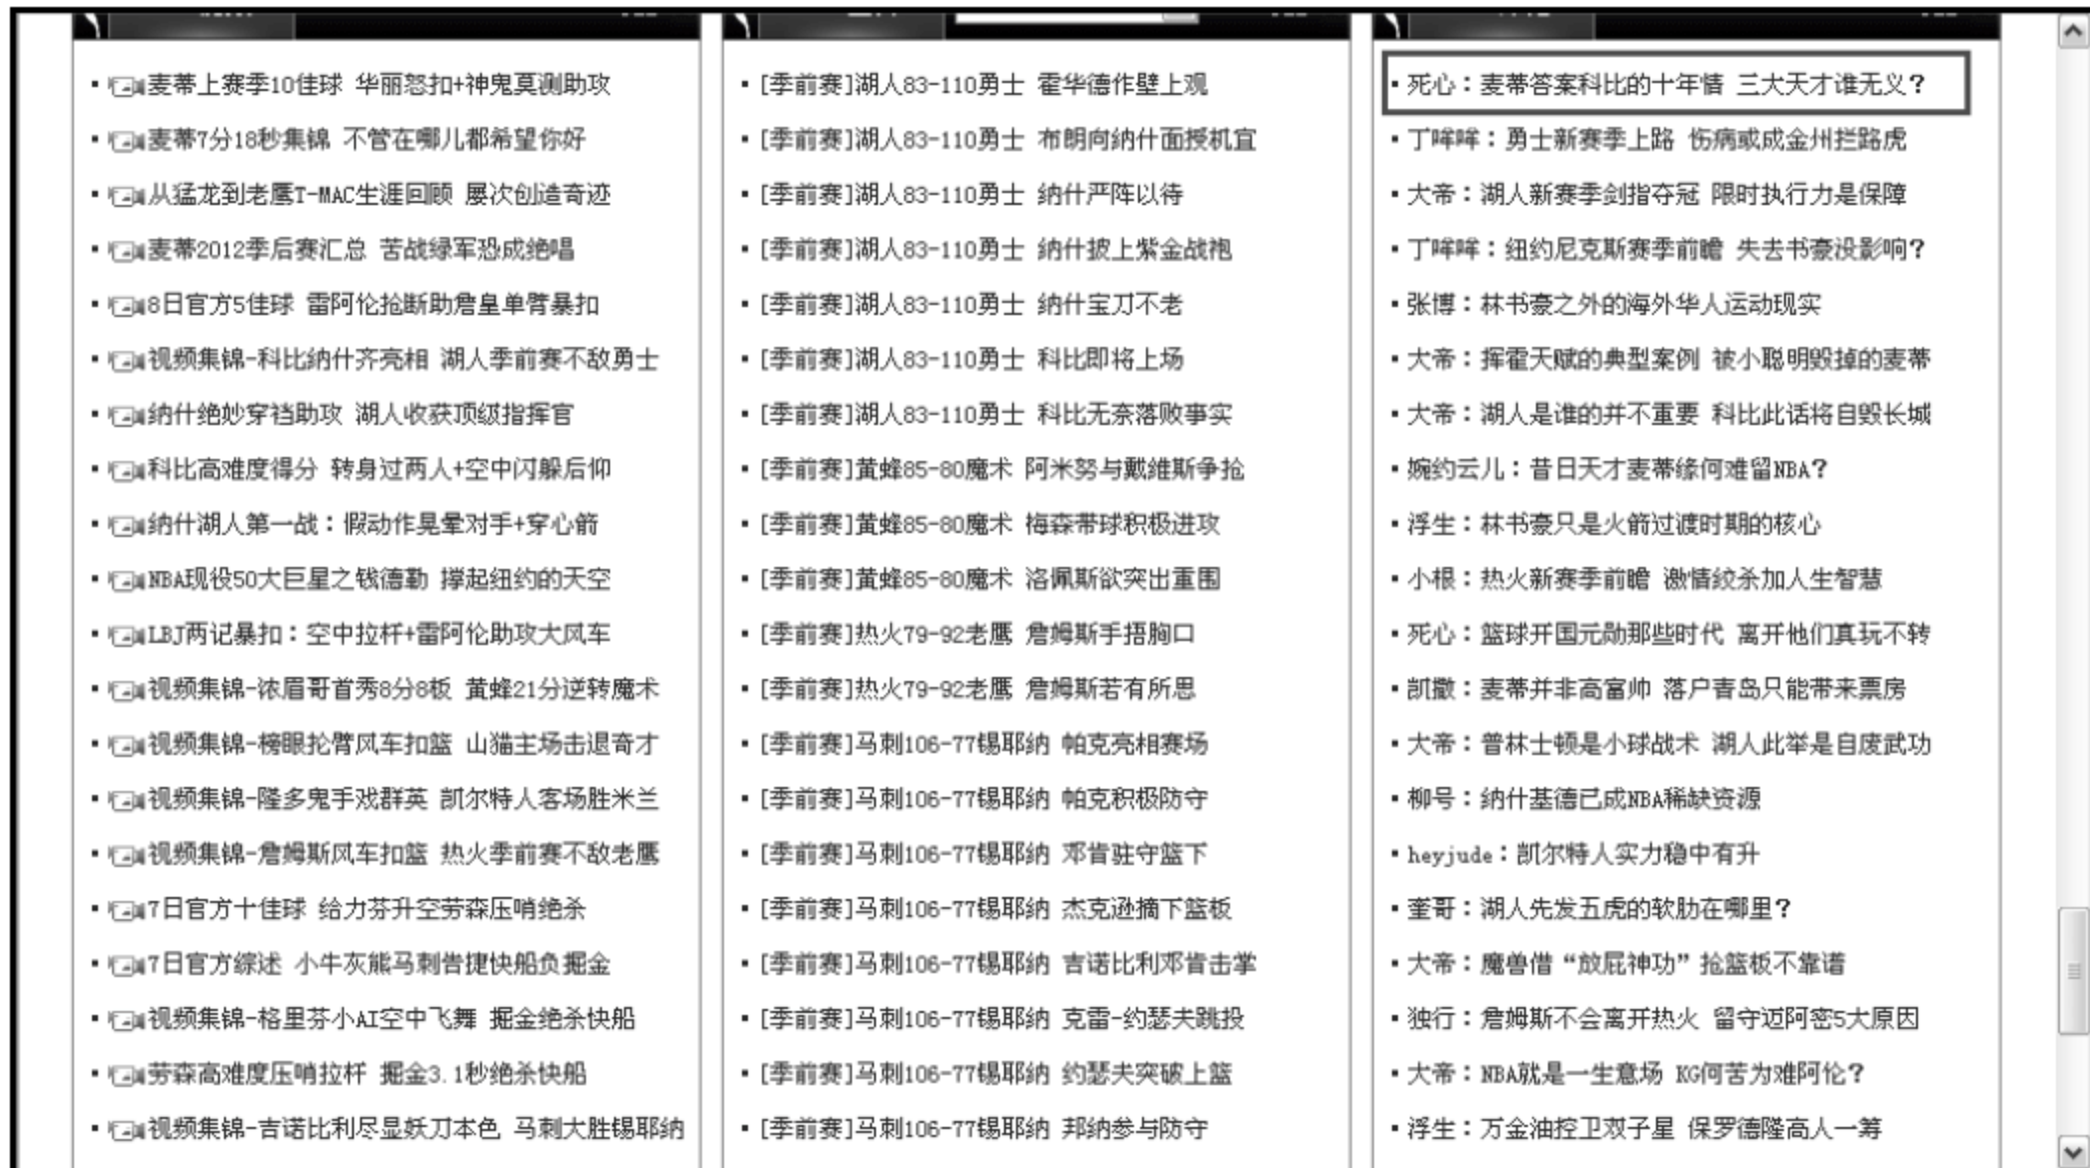 麦蒂上赛季10佳球 华丽怒扣+神鬼莫测助攻
麦蒂7分18秒集锦 不管在哪儿都希望你好
从猛龙到老鹰T-MAC生涯回顾 屡次创造奇迹
麦蒂2012季后赛汇总 苦战绿军恐成绝唱
8日官方5佳球 雷阿伦抢断助詹皇单臂暴扣
视频集锦-科比纳什齐亮相 湖人季前赛不敌勇士
纳什绝妙穿裆助攻 湖人收获顶级指挥官
科比高难度得分 转身过两人+空中闪躲后仰
纳什湖人第一战：假动作晃晕对手+穿心箭
NBA现役50大巨星之钱德勒 撑起纽约的天空
LBJ两记暴扣：空中拉杆+雷阿伦助攻大风车
视频集锦-浓眉哥首秀8分8板 黄蜂21分逆转魔术
视频集锦-榜眼抡臂风车扣篮 山猫主场击退奇才
视频集锦-隆多鬼手戏群英 凯尔特人客场胜米兰
视频集锦-詹姆斯风车扣篮 热火季前赛不敌老鹰
7日官方十佳球 给力芬升空劳森压哨绝杀
7日官方综述 小牛灰熊马刺告捷快船负掘金
视频集锦-格里芬小AI空中飞舞 掘金绝杀快船
劳森高难度压哨拉杆 掘金3.1秒绝杀快船
视频集锦-吉诺比利尽显妖刀本色 马刺大胜锡耶纳
[季前赛]湖人83-110勇士 霍华德作壁上观
[季前赛]湖人83-110勇士 布朗向纳什面授机宜
[季前赛]湖人83-110勇士 纳什严阵以待
[季前赛]湖人83-110勇士 纳什披上紫金战袍
[季前赛]湖人83-110勇士 纳什宝刀不老
[季前赛]湖人83-110勇士 科比即将上场
[季前赛]湖人83-110勇士 科比无奈落败事实
[季前赛]黄蜂85-80魔术 阿米努与戴维斯争抢
[季前赛]黄蜂85-80魔术 梅森带球积极进攻
[季前赛]黄蜂85-80魔术 洛佩斯欲突出重围
[季前赛]热火79-92老鹰 詹姆斯手捂胸口
[季前赛]热火79-92老鹰 詹姆斯若有所思
[季前赛]马刺106-77锡耶纳 帕克亮相赛场
[季前赛]马刺106-77锡耶纳 帕克积极防守
[季前赛]马刺106-77锡耶纳 邓肯驻守篮下
[季前赛]马刺106-77锡耶纳 杰克逊摘下篮板
[季前赛]马刺106-77锡耶纳 吉诺比利邓肯击掌
[季前赛]马刺106-77锡耶纳 克雷-约瑟夫跳投
[季前赛]马刺106-77锡耶纳 约瑟夫突破上篮
[季前赛]马刺106-77锡耶纳 邦纳参与防守
死心：麦蒂答案科比的十年情 三大天才谁无义？
丁哞哞：勇士新赛季上路 伤病或成金州拦路虎
大帝：湖人新赛季剑指夺冠 限时执行力是保障
丁哞哞：纽约尼克斯赛季前瞻 失去书豪没影响？
张博：林书豪之外的海外华人运动现实
大帝：挥霍天赋的典型案例 被小聪明毁掉的麦蒂
大帝：湖人是谁的并不重要 科比此话将自毁长城
婉约云儿：昔日天才麦蒂缘何难留NBA？
浮生：林书豪只是火箭过渡时期的核心
小根：热火新赛季前瞻 激情绞杀加人生智慧
死心：篮球开国元勋那些时代 离开他们真玩不转
凯撒：麦蒂并非高富帅 落户青岛只能带来票房
大帝：普林士顿是小球战术 湖人此举是自废武功
柳号：纳什基德已成NBA稀缺资源
heyjude：凯尔特人实力稳中有升
奎哥：湖人先发五虎的软肋在哪里？
大帝：魔兽借“放屁神功”抢篮板不靠谱
独行：詹姆斯不会离开热火 留守迈阿密5大原因
大帝：NBA就是一生意场 KG何苦为难阿伦？
浮生：万金油控卫双子星 保罗德隆高人一筹